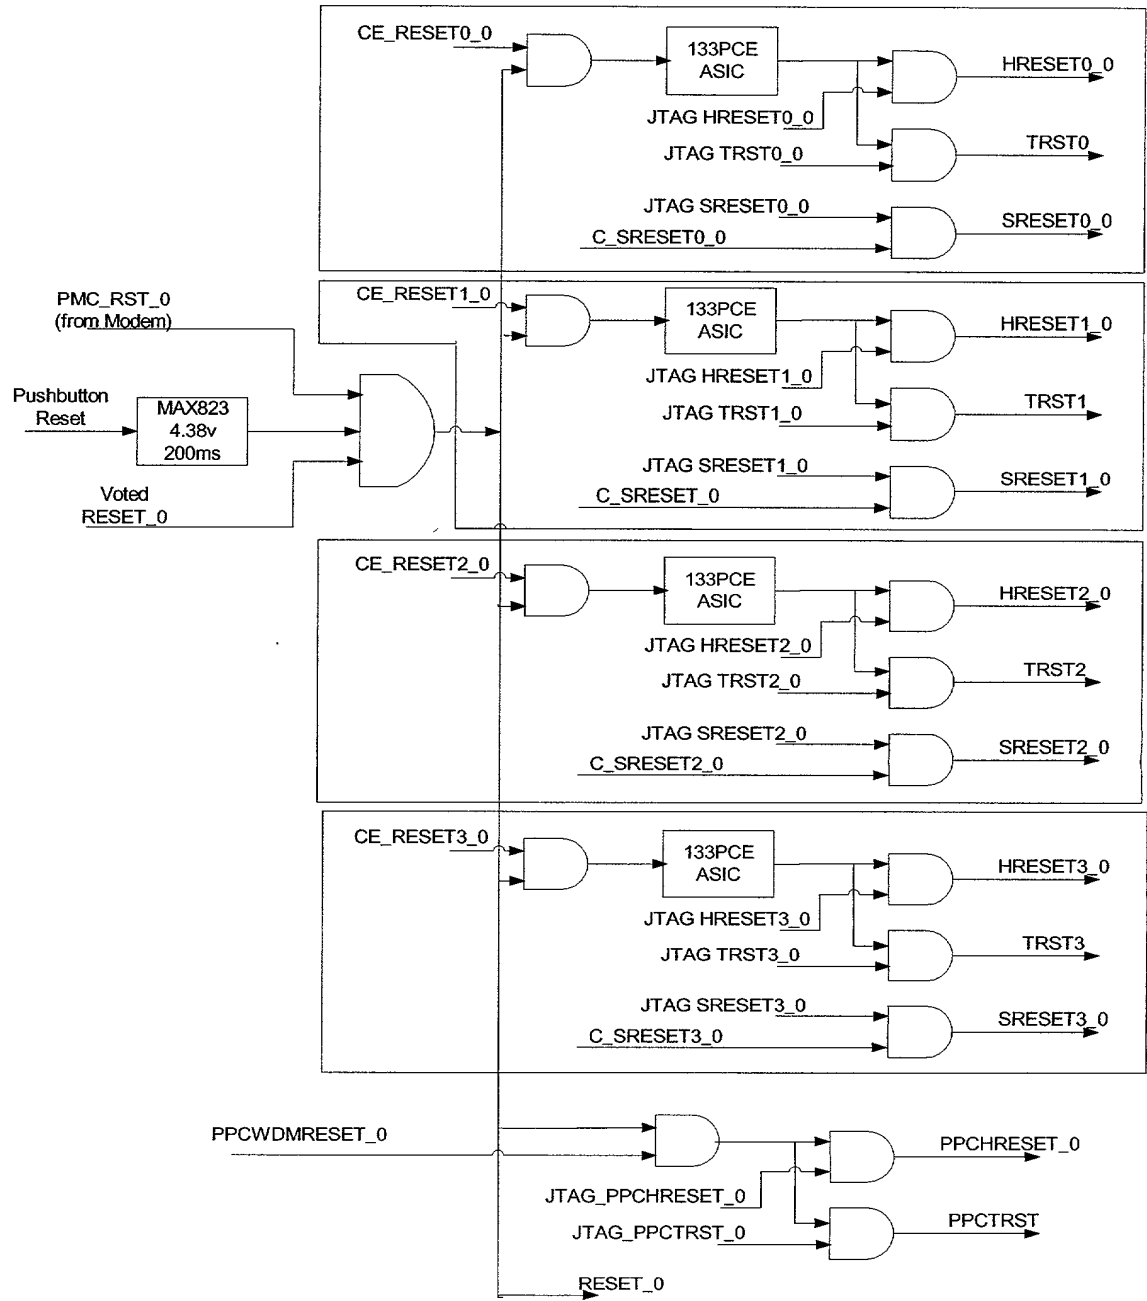 CE_RESET0_0
133PCE
ASIC
HRESET0_0
JTAG HRESET0_0
TRST0
JTAG TRST0_0
JTAG SRESET0_0
SRESET0_0
C_SRESET0_0
PMC_RST_0
(from Modem)
Pushbutton
Reset
MAX823
4.38v
200ms
Voted
RESET_0
CE_RESET1_0
133PCE
ASIC
HRESET1_0
JTAG HRESET1_0
TRST1
JTAG TRST1_0
JTAG SRESET1_0
SRESET1_0
C_SRESET_0
CE_RESET2_0
133PCE
ASIC
HRESET2_0
JTAG HRESET2_0
TRST2
JTAG TRST2_0
JTAG SRESET2_0
SRESET2_0
C_SRESET2_0
CE_RESET3_0
133PCE
ASIC
HRESET3_0
JTAG HRESET3_0
TRST3
JTAG TRST3_0
JTAG SRESET3_0
SRESET3_0
C_SRESET3_0
PPCWDMRESET_0
PPCHRESET_0
JTAG_PPCHRESET_0
PPCTRST
JTAG_PPCTRST_0
RESET_0